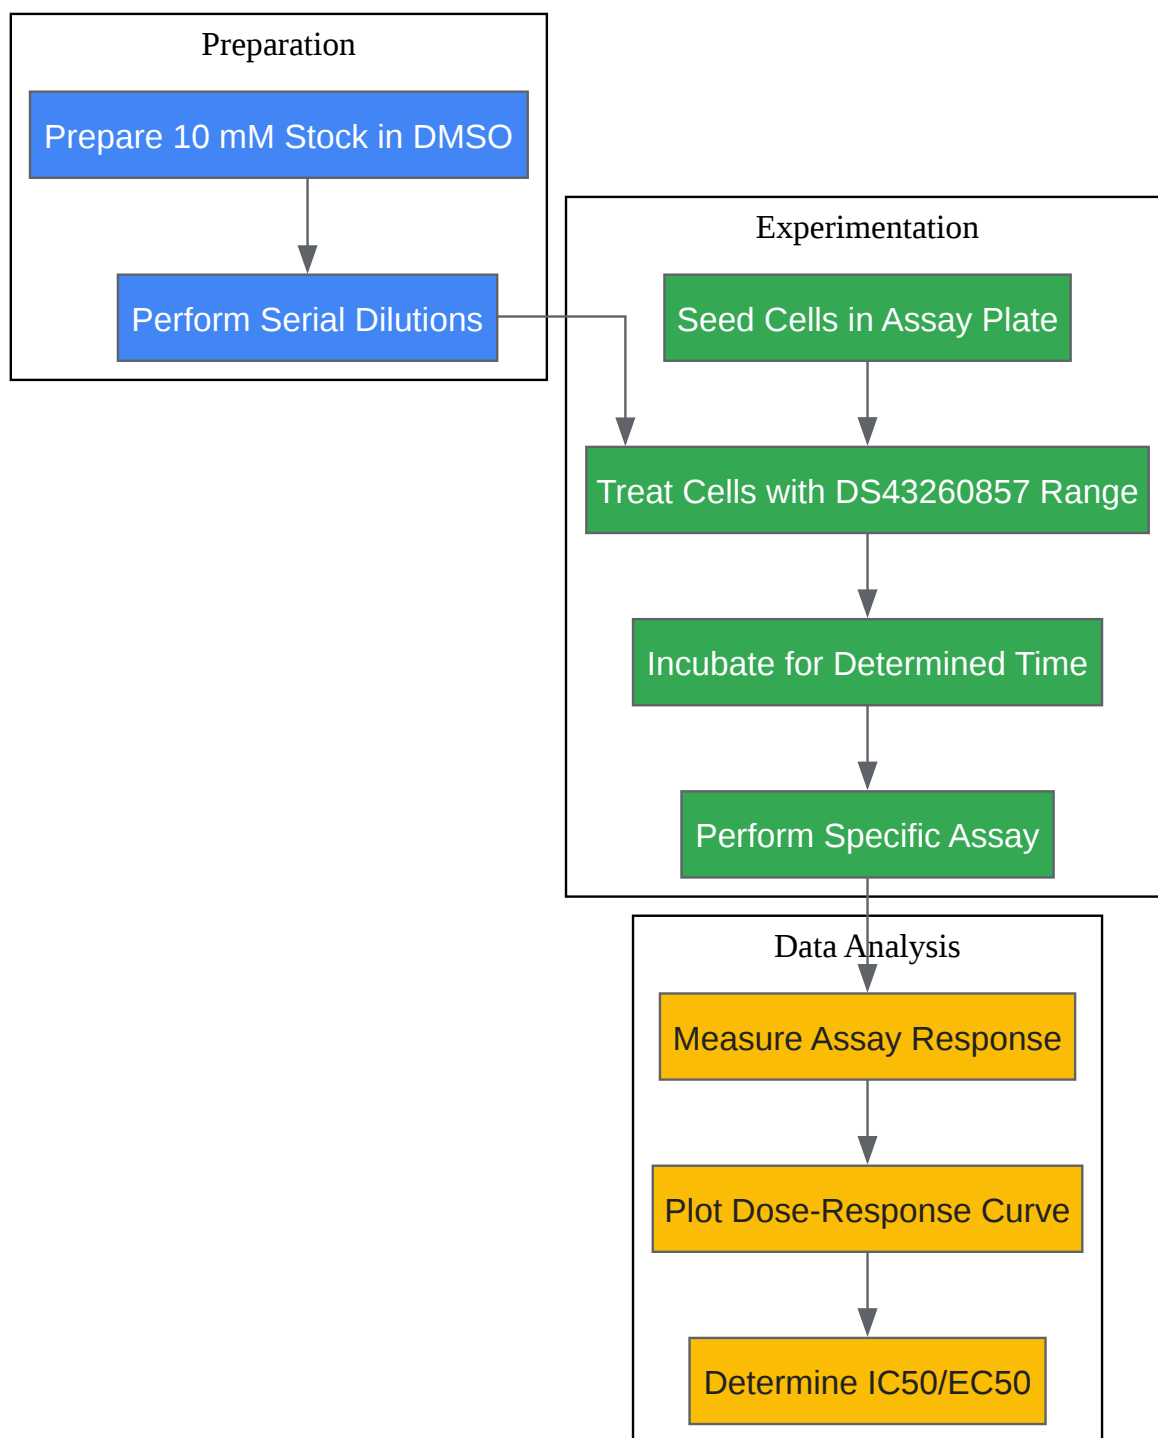 Preparation
Prepare 10 mM Stock in DMSO
Perform Serial Dilutions
Experimentation
Seed Cells in Assay Plate
Treat Cells with DS43260857 Range
Incubate for Determined Time
Perform Specific Assay
Data Analysis
Measure Assay Response
Plot Dose-Response Curve
Determine IC50/EC50